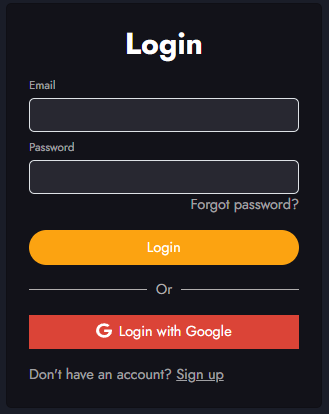 Login
Email
Password
Forgot password?
Login
Or
Login with Google
Don't have an account? Sign up